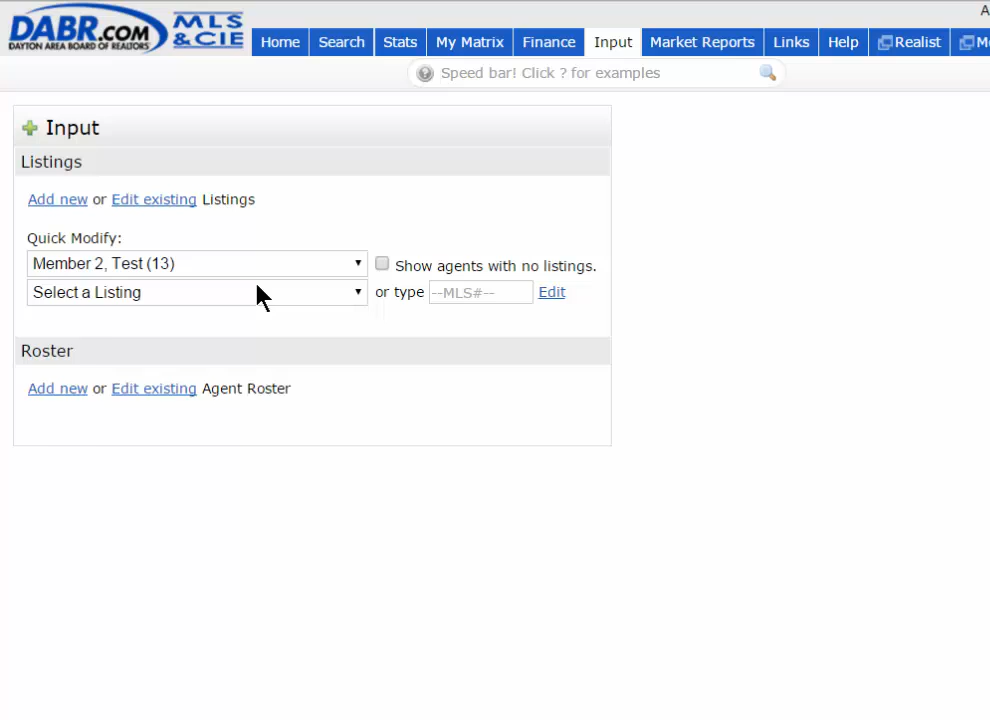 A
DABR.COM
DAYTON AREA BOARD OF REALTORS
MLS
& CIE
Home Search Stats My Matrix Finance Input Market Reports Links Help Realist
? Speed bar! Click ? for examples
Input
Listings
Add new or Edit existing Listings
Quick Modify:
Member 2, Test (13) Show agents with no listings.
Select a Listing or type --MLS#-- Edit
Roster
Add new or Edit existing Agent Roster